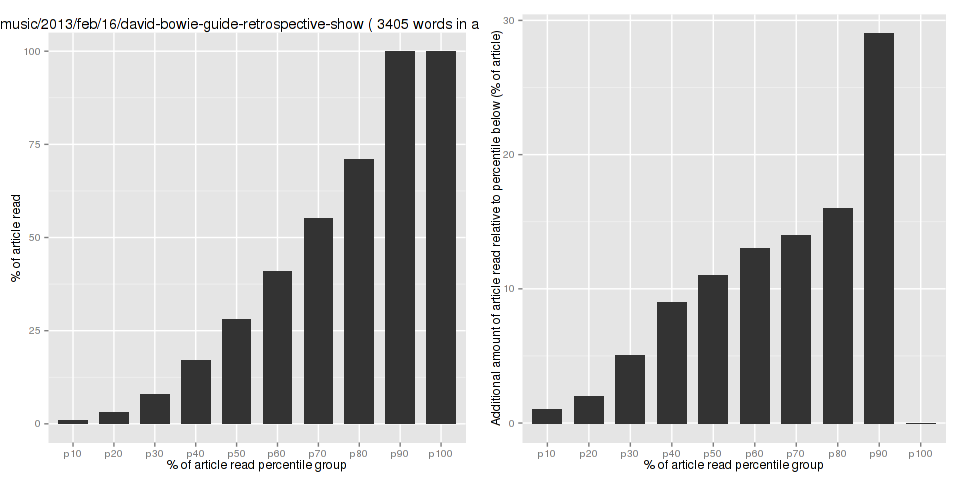 music/2013/feb/16/david-bowie-guide-retrospective-show ( 3405 words in a
100
75
50
25
0
% of article read
p10 p20 p30 p40 p50 p60 p70 p80 p90 p100
% of article read percentile group
30
20
10
0
Additional amount of article read relative to percentile below (% of article)
p10 p20 p30 p40 p50 p60 p70 p80 p90 p100
% of article read percentile group